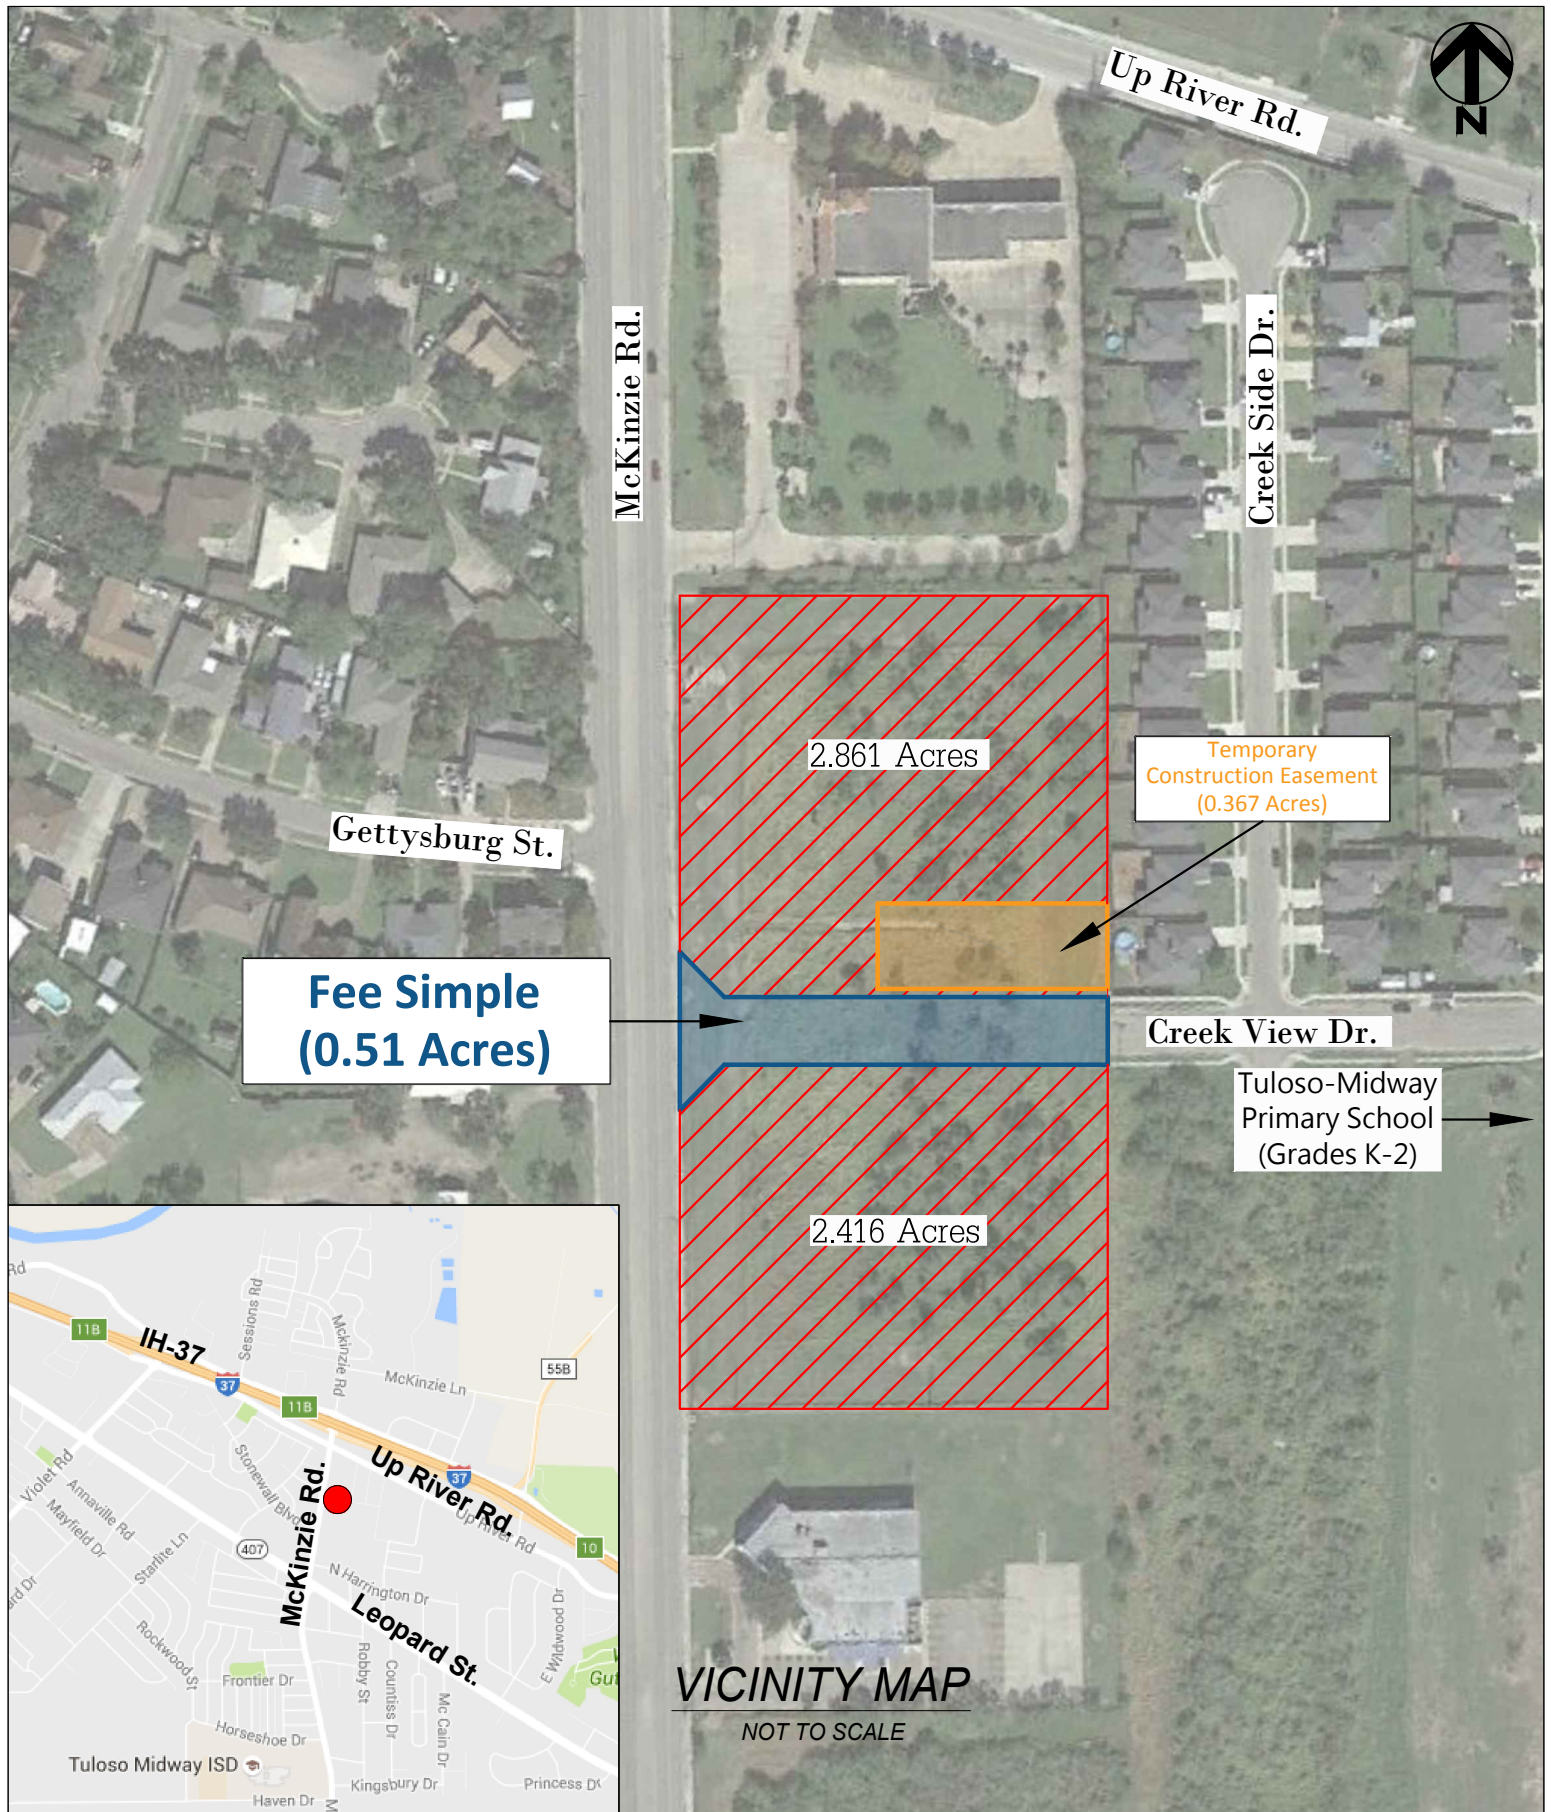 Up River Rd.
N
McKinzie Rd.
Creek Side Dr.
2.861 Acres
Temporary
Construction Easement
(0.367 Acres)
Gettysburg St.
Fee Simple
(0.51 Acres)
Creek View Dr.
Tuloso-Midway
Primary School
(Grades K-2)
2.416 Acres
Rd
11B
IH-37
Sessions Rd
Mckinzie Rd
37
McKinzie Ln
55B
11B
Up River Rd.
37
Up River Rd
10
Violet Rd
Annaville Rd
Mayfield Dr
Starlite Ln
Stonewall Blvd
McKinzie Rd.
407
N Harrington Dr
Leopard St.
E Wildwood Dr
ard Dr
Rockwood St
Robby St
Countiss Dr
Mc Cain Dr
Gut
Frontier Dr
Horseshoe Dr
Tuloso Midway ISD
Kingsbury Dr
Princess Dr
Haven Dr
M
VICINITY MAP
NOT TO SCALE